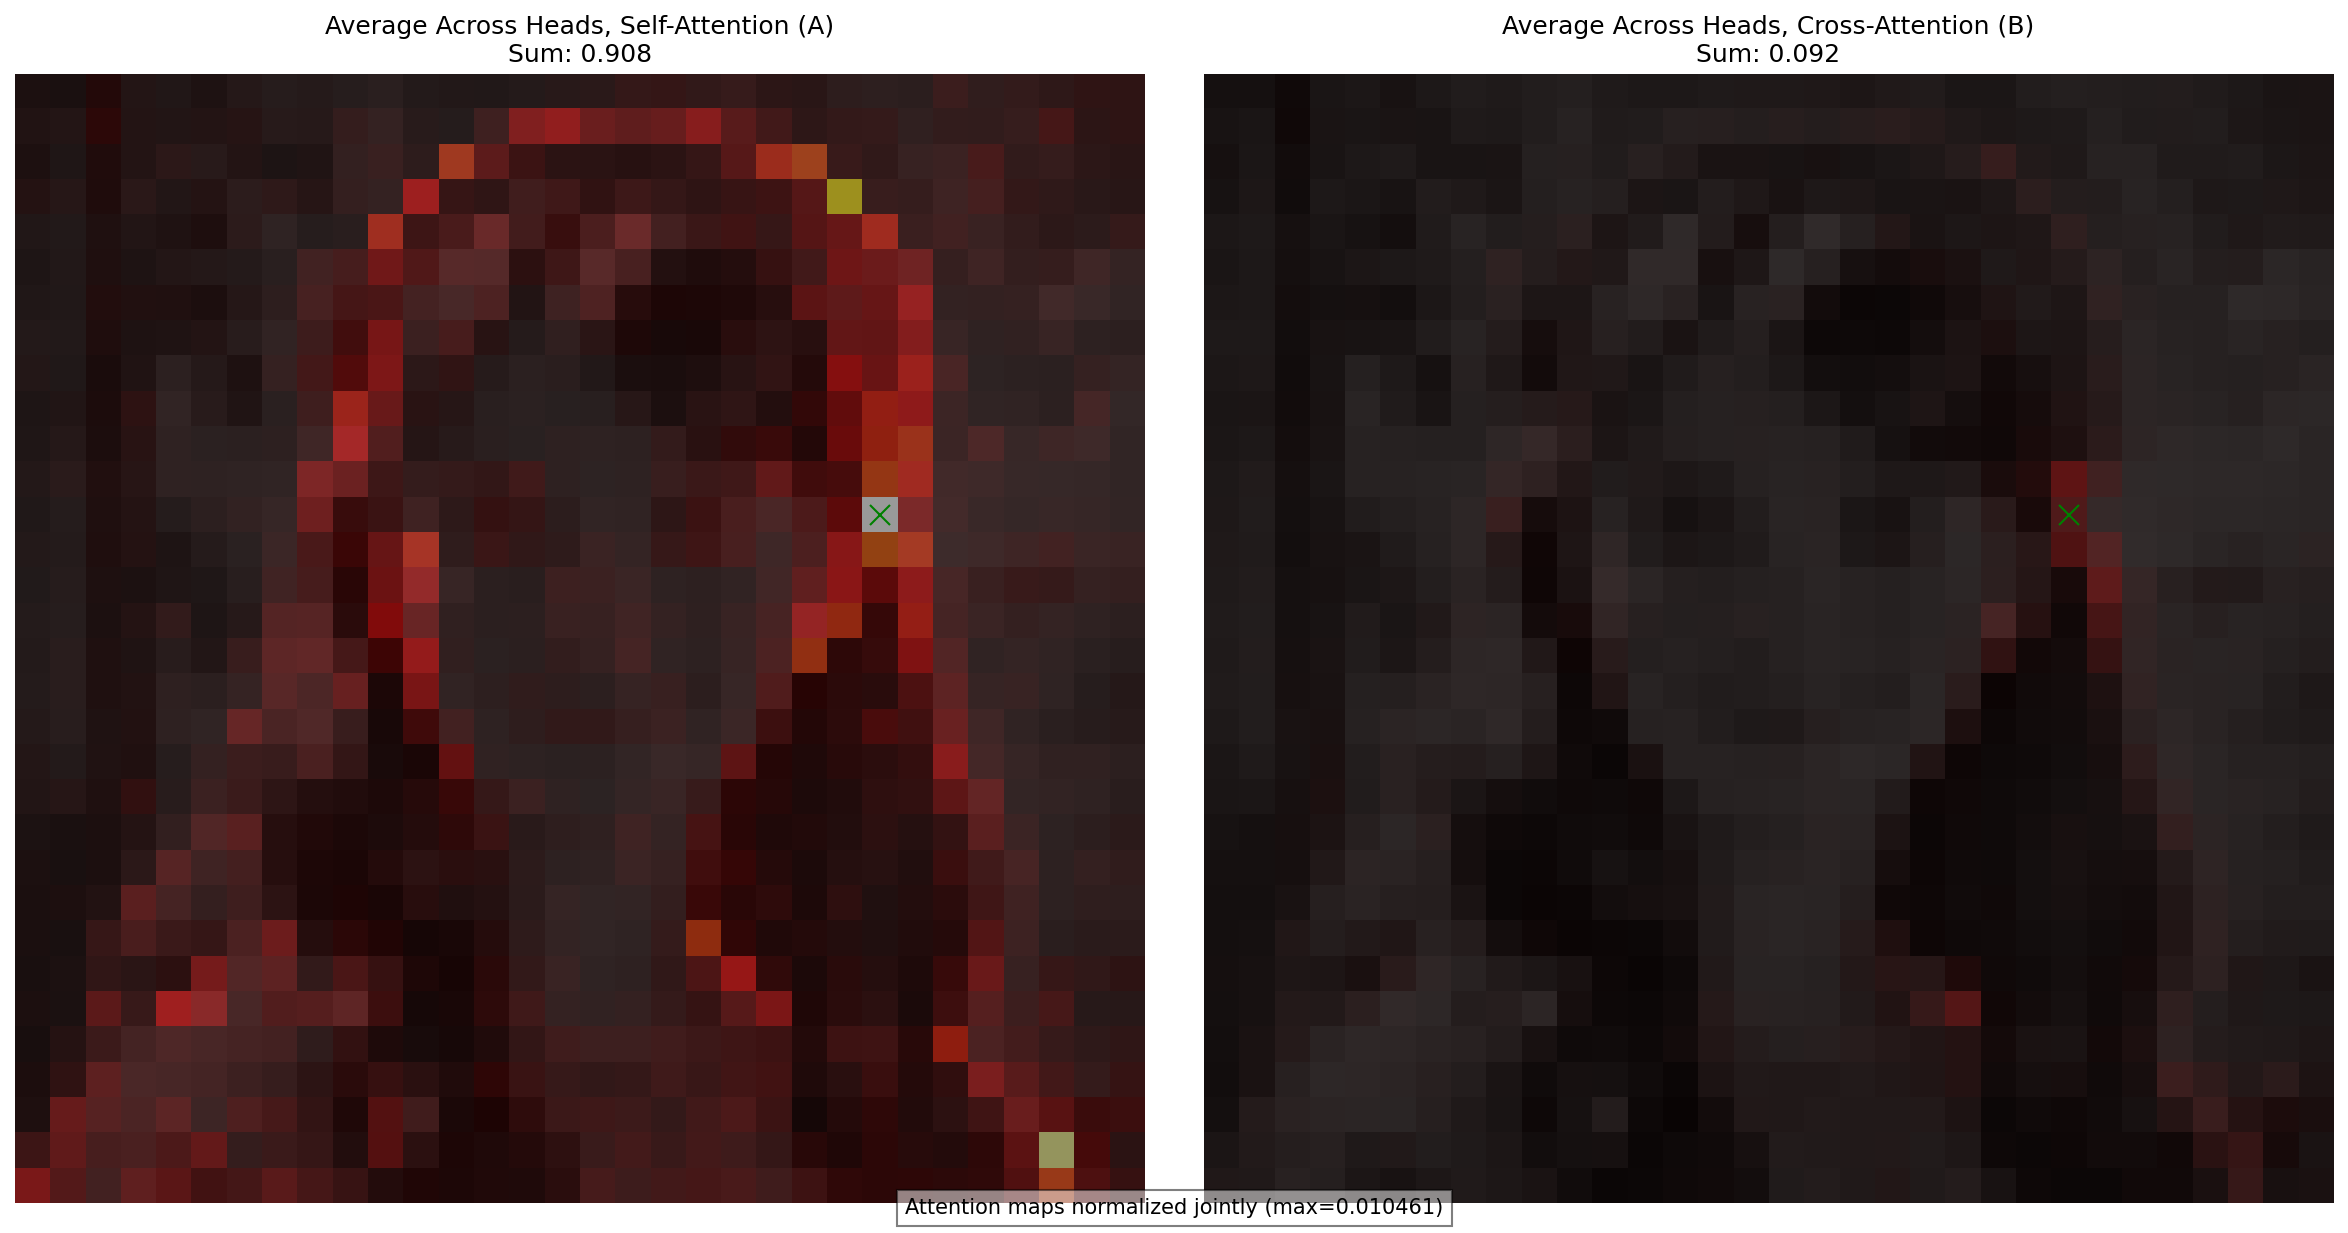 Average Across Heads, Self-Attention (A)
Sum: 0.908
Average Across Heads, Cross-Attention (B)
Sum: 0.092
Attention maps normalized jointly (max=0.010461)